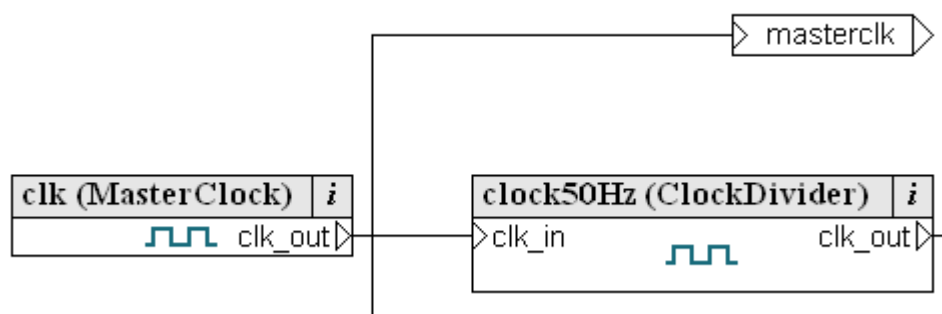 masterclk
clk (MasterClock) i
clk_out
clock50Hz (ClockDivider) i
clk_in clk_out